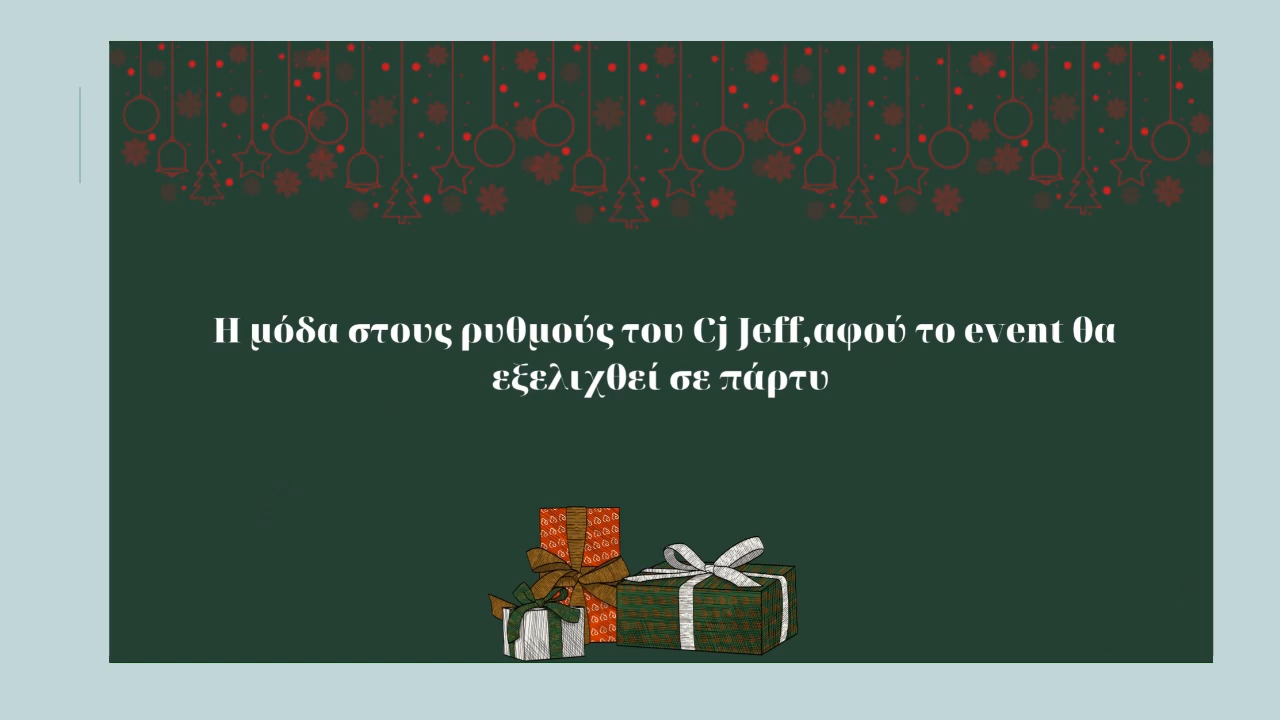 Η μόδα στους ρυθμούς του Cj Jeff,αφού το event θα
εξελιχθεί σε πάρτυ